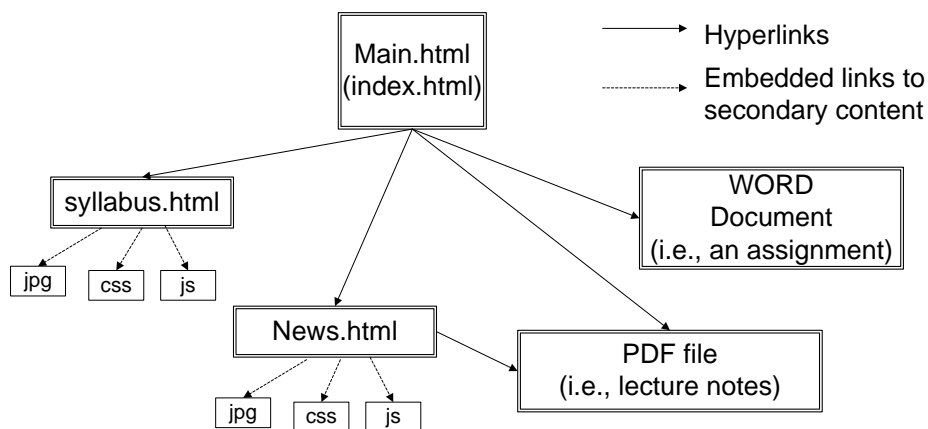 Main.html
(index.html)
Hyperlinks
Embedded links to
secondary content
syllabus.html
WORD
Document
(i.e., an assignment)
jpg
css
js
News.html
PDF file
(i.e., lecture notes)
jpg
css
js